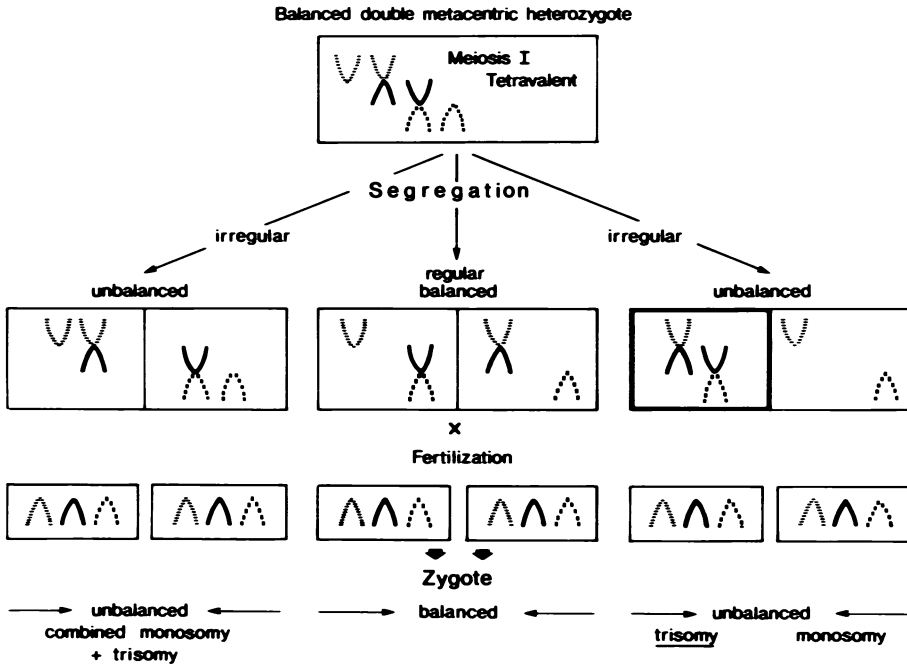 Balanced double metacentric heterozygote
Meiosis I
Tetravalent
Segregation
irregular
irregular
regular
unbalanced
balanced
unbalanced
x
Fertilization
Zygote
unbalanced
balanced
unbalanced
combined monosomy
+ trisomy
trisomy
monosomy